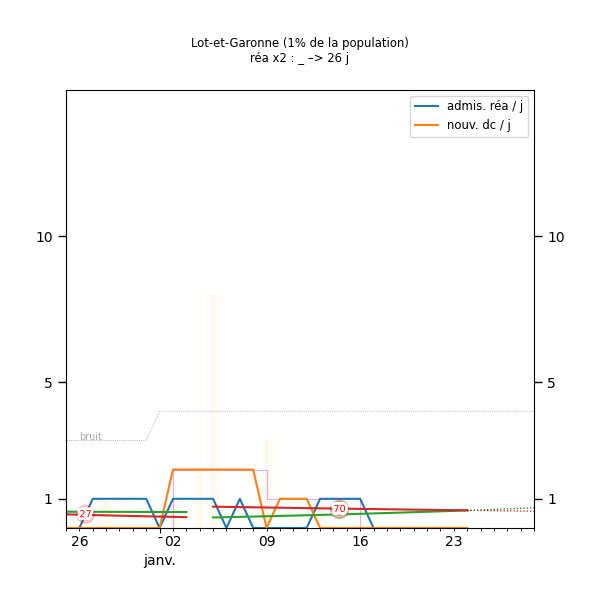 Lot-et-Garonne (1% de la population)
réa x2 : _ –> 26 j
admis. réa / j
nouv. dc / j
10
10
5
5
bruit
1
1
27
70
26
02
09
16
23
janv.